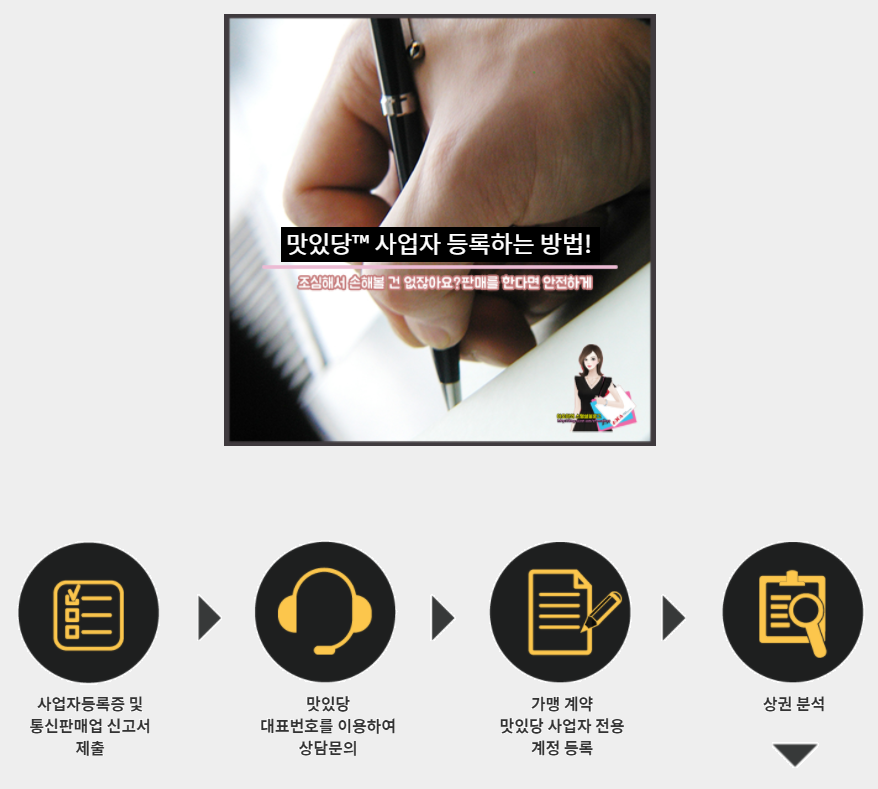 맛있당™ 사업자 등록하는 방법!
조심해서 손해볼 건 없잖아요?판매를 한다면 안전하게
사업자등록증 및
통신판매업 신고서
제출
맛있당
대표번호를 이용하여
상담문의
가맹 계약
맛있당 사업자 전용
계정 등록
상권 분석